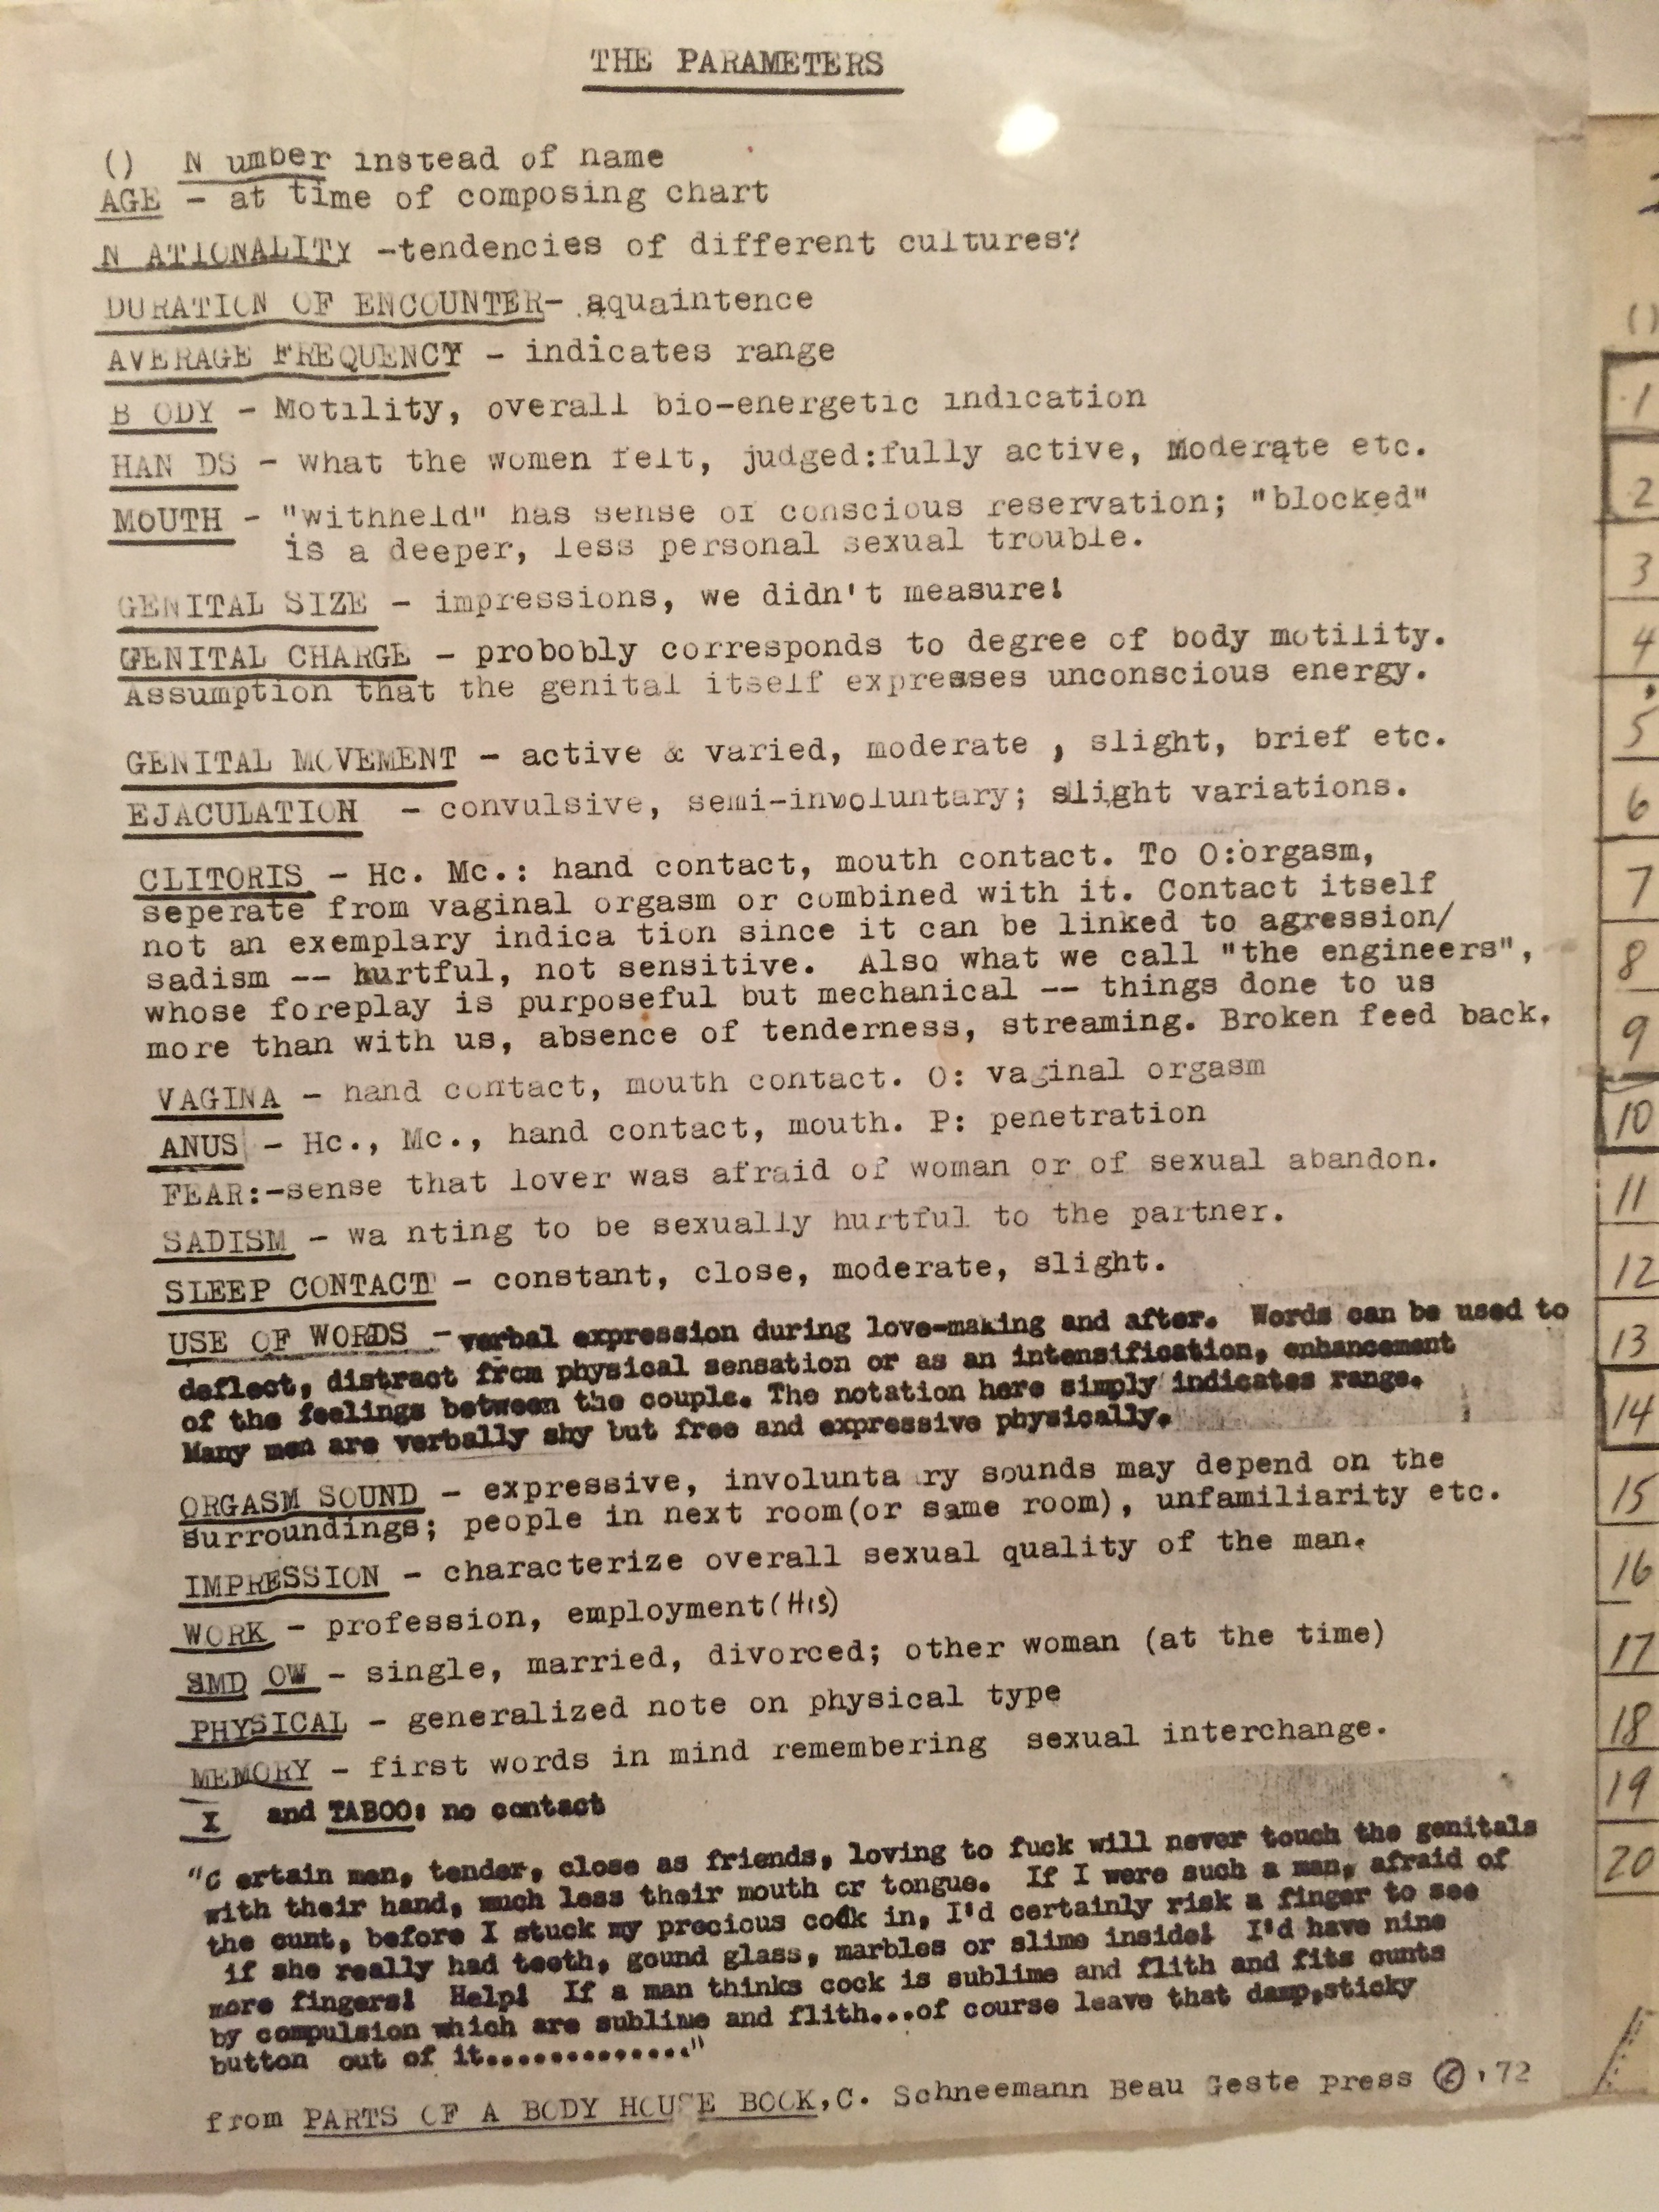 THE PARAMETERS
() N umber instead of name
AGE - at time of composing chart
N ATIONALITY -tendencies of different cultures?
DURATION OF ENCOUNTER- aquaintence
AVERAGE FREQUENCY - indicates range
B ODY - Motility, overall bio-energetic indication
HAN DS - what the women felt, judged:fully active, moderate etc.
MOUTH - "withheld" has sense of conscious reservation; "blocked"
is a deeper, less personal sexual trouble.
GENITAL SIZE - impressions, we didn't measure!
GENITAL CHARGE - probobly corresponds to degree of body motility.
Assumption that the genital itself expresses unconscious energy.
GENITAL MOVEMENT - active & varied, moderate , slight, brief etc.
EJACULATION - convulsive, semi-involuntary; slight variations.
CLITORIS - Hc. Mc.: hand contact, mouth contact. To O:orgasm,
seperate from vaginal orgasm or combined with it. Contact itself
not an exemplary indica tion since it can be linked to agression/
sadism -- hurtful, not sensitive. Also what we call "the engineers",
whose foreplay is purposeful but mechanical -- things done to us
more than with us, absence of tenderness, streaming. Broken feed back.
VAGINA - hand contact, mouth contact. O: vaginal orgasm
ANUS - Hc., Mc., hand contact, mouth. P: penetration
FEAR:-sense that lover was afraid of woman or of sexual abandon.
SADISM - wa nting to be sexually hurtful to the partner.
SLEEP CONTACT - constant, close, moderate, slight.
USE OF WORDS - verbal expression during love-making and after. Words can be used to
deflect, distract from physical sensation or as an intensification, enhancement
of the feelings between the couple. The notation here simply indicates range.
Many men are verbally shy but free and expressive physically.
ORGASM SOUND - expressive, involunta ry sounds may depend on the
surroundings; people in next room(or same room), unfamiliarity etc.
IMPRESSION - characterize overall sexual quality of the man.
WORK - profession, employment(His)
SMD OW - single, married, divorced; other woman (at the time)
PHYSICAL - generalized note on physical type
MEMORY - first words in mind remembering sexual interchange.
X and TABOO: no contact
"C ertain men, tender, close as friends, loving to fuck will never touch the genitals
with their hand, much less their mouth or tongue. If I were such a man, afraid of
the cunt, before I stuck my precious cock in, I'd certainly risk a finger to see
if she really had teeth, gound glass, marbles or slime inside! I'd have nine
more fingers! Help! If a man thinks cock is sublime and flith and fits cunts
by compulsion which are sublime and flith...of course leave that damp,sticky
button out of it.............."
from PARTS OF A BODY HOUSE BOOK,C. Schneemann Beau Geste press © '72
()
1
2
3
4
5
6
7
8
9
10
11
12
13
14
15
16
17
18
19
20